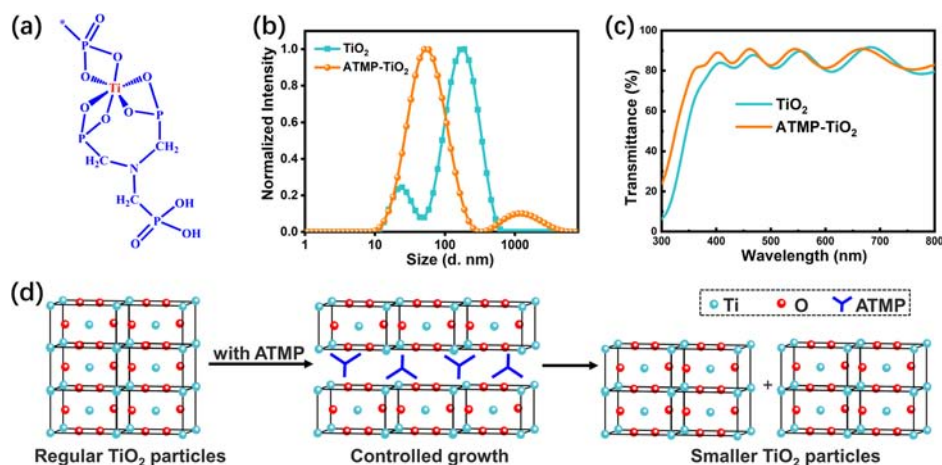 (a)
*
O
P
O
O
Ti
O
O
O
O
P
P
H₂C
CH₂
N
H₂C
P
OH
O
OH
(b)
Normalized Intensity
1.0
0.8
0.6
0.4
0.2
0.0
TiO₂
ATMP-TiO₂
1
10
100
1000
Size (d. nm)
(c)
Transmittance (%)
100
80
60
40
20
0
TiO₂
ATMP-TiO₂
300
400
500
600
700
800
Wavelength (nm)
(d)
Ti
O
ATMP
with ATMP
+
Regular TiO₂ particles
Controlled growth
Smaller TiO₂ particles